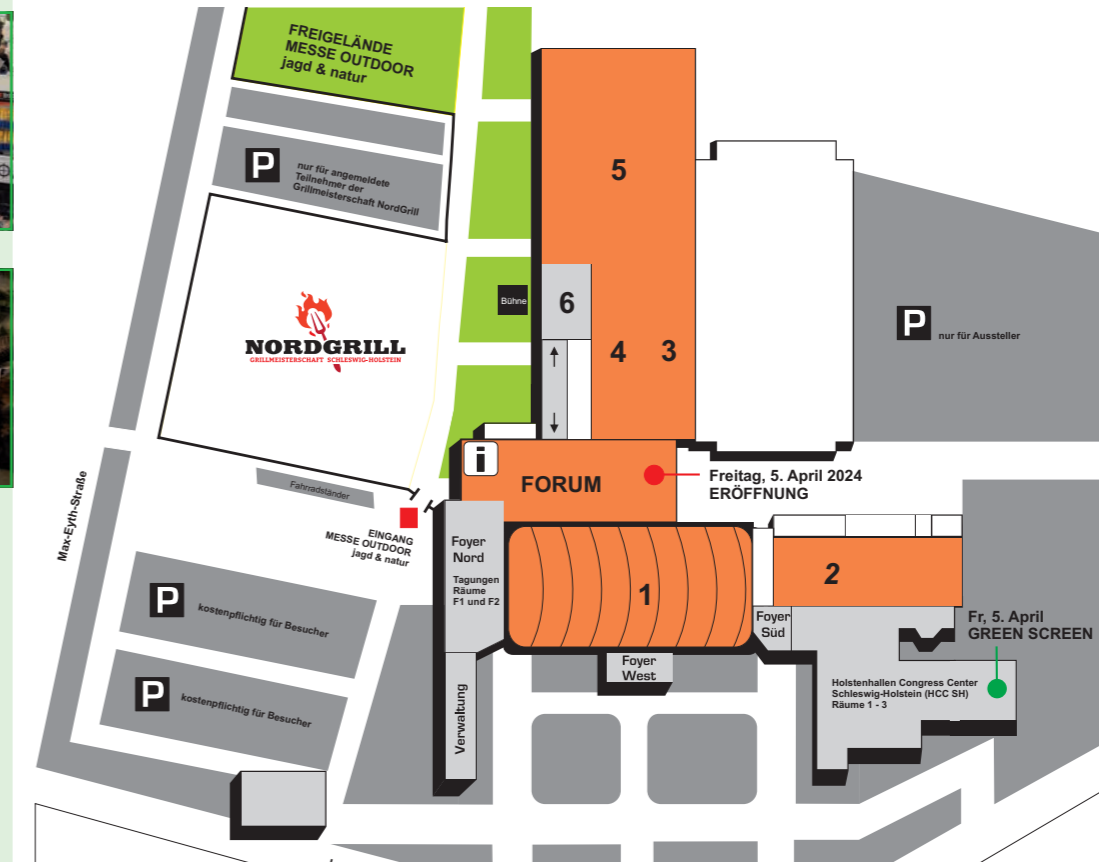 FREIGELÄNDE
MESSE OUTDOOR
jagd & natur
P
nur für angemeldete
Teilnehmer der
Grillmeisterschaft NordGrill
5
Bühne
6
NORDGRILL
GRILLMEISTERSCHAFT SCHLESWIG-HOLSTEIN
4
3
P
nur für Aussteller
i
FORUM
Freitag, 5. April 2024
ERÖFFNUNG
Max-Eyth-Straße
Fahrradständer
EINGANG
MESSE OUTDOOR
jagd & natur
Foyer
Nord
Tagungen
Räume
F1 und F2
1
2
P
kostenpflichtig für Besucher
Foyer
Süd
Fr, 5. April
GREEN SCREEN
Foyer
West
Holstenhallen Congress Center
Schleswig-Holstein (HCC SH)
Räume 1 - 3
P
kostenpflichtig für Besucher
Verwaltung